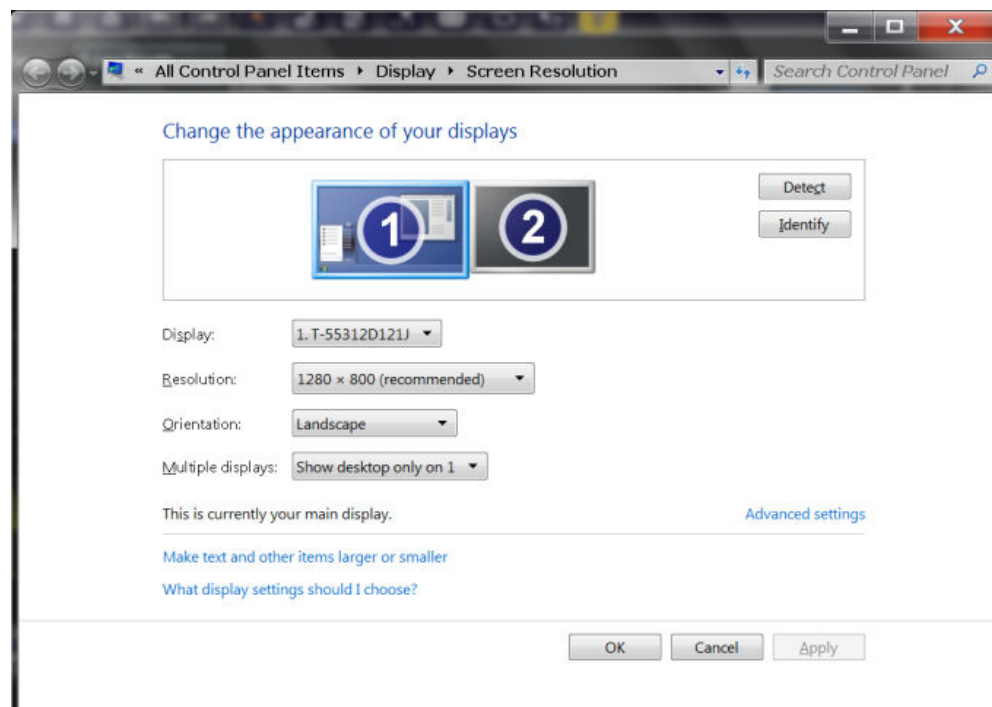 « All Control Panel Items ▸ Display ▸ Screen Resolution
Search Control Panel
Change the appearance of your displays
1
2
Detect
Identify
Display: 1. T-55312D121J
Resolution: 1280 × 800 (recommended)
Orientation: Landscape
Multiple displays: Show desktop only on 1
This is currently your main display. Advanced settings
Make text and other items larger or smaller
What display settings should I choose?
OK Cancel Apply